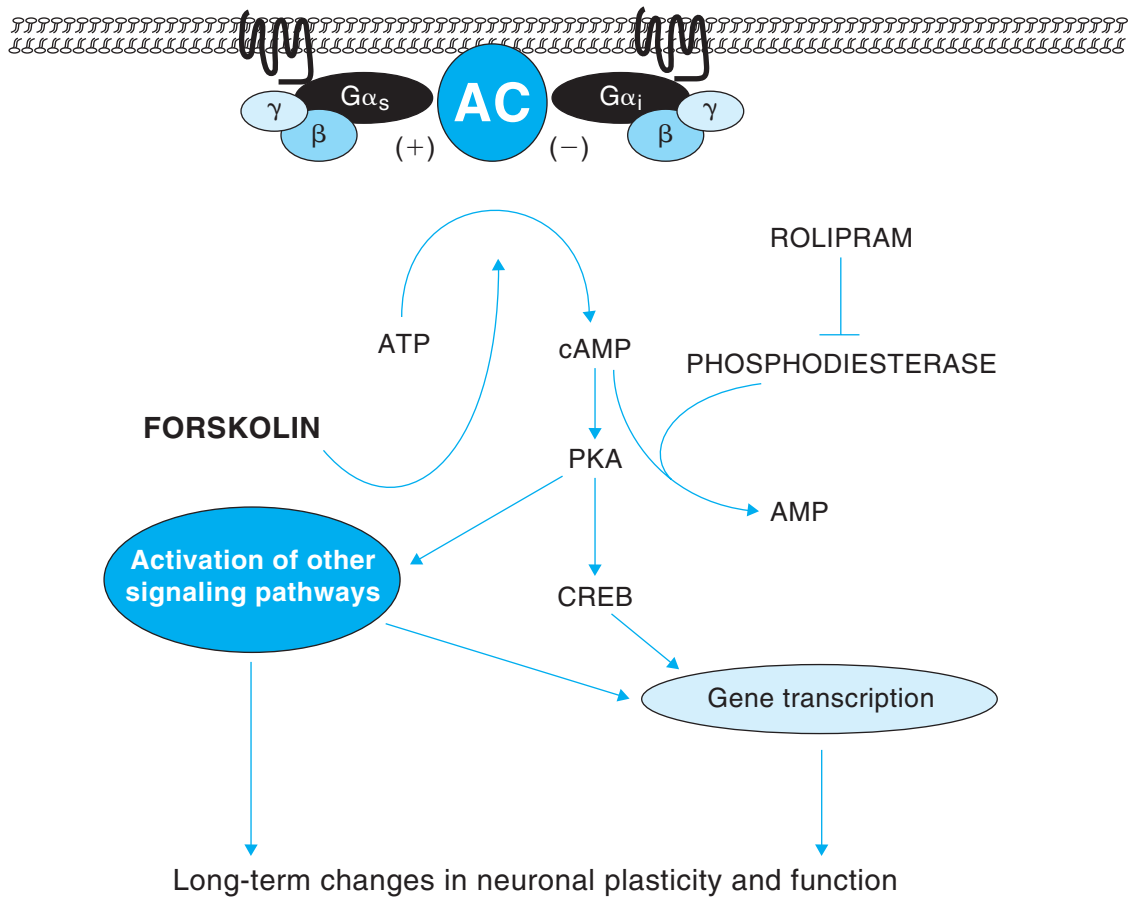 Gαs
AC
Gαi
γ
β
(+)
(−)
β
γ
ROLIPRAM
ATP
cAMP
PHOSPHODIESTERASE
FORSKOLIN
PKA
AMP
Activation of other
signaling pathways
CREB
Gene transcription
Long-term changes in neuronal plasticity and function